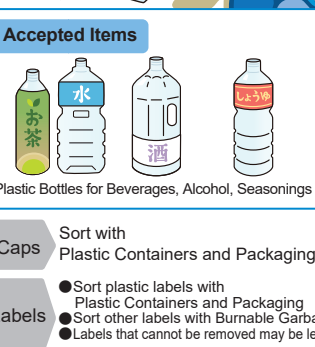 Accepted Items
お茶
水
酒
しょうゆ
Plastic Bottles for Beverages, Alcohol, Seasonings
Caps
Sort with
Plastic Containers and Packaging
Labels
●Sort plastic labels with
Plastic Containers and Packaging
●Sort other labels with Burnable Garba
●Labels that cannot be removed may be le